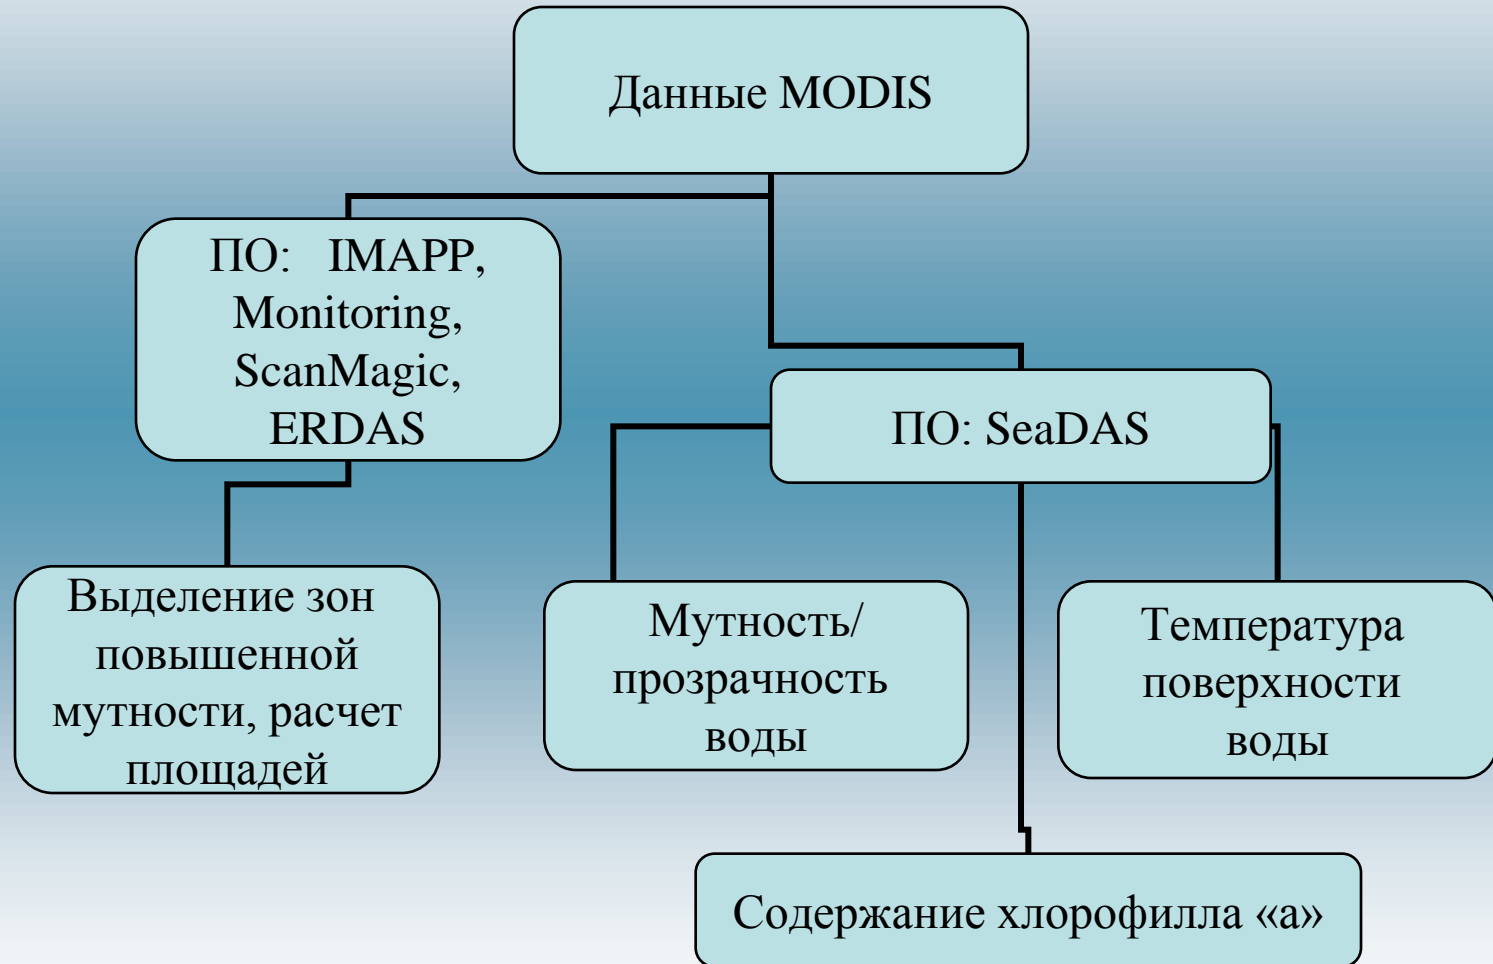 Данные MODIS
ПО: IMAPP,
Monitoring,
ScanMagic,
ERDAS
ПО: SeaDAS
Выделение зон
повышенной
мутности, расчет
площадей
Мутность/
прозрачность
воды
Температура
поверхности
воды
Содержание хлорофилла «а»